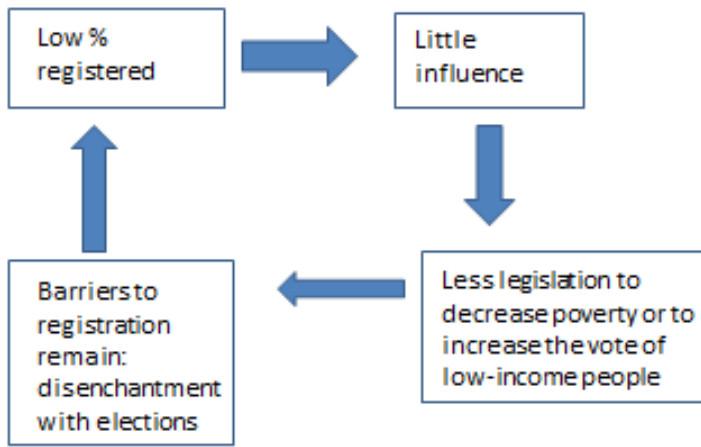 Low %
registered
Little
influence
Less legislation to
decrease poverty or to
increase the vote of
low-income people
Barriers to
registration
remain:
disenchantment
with elections